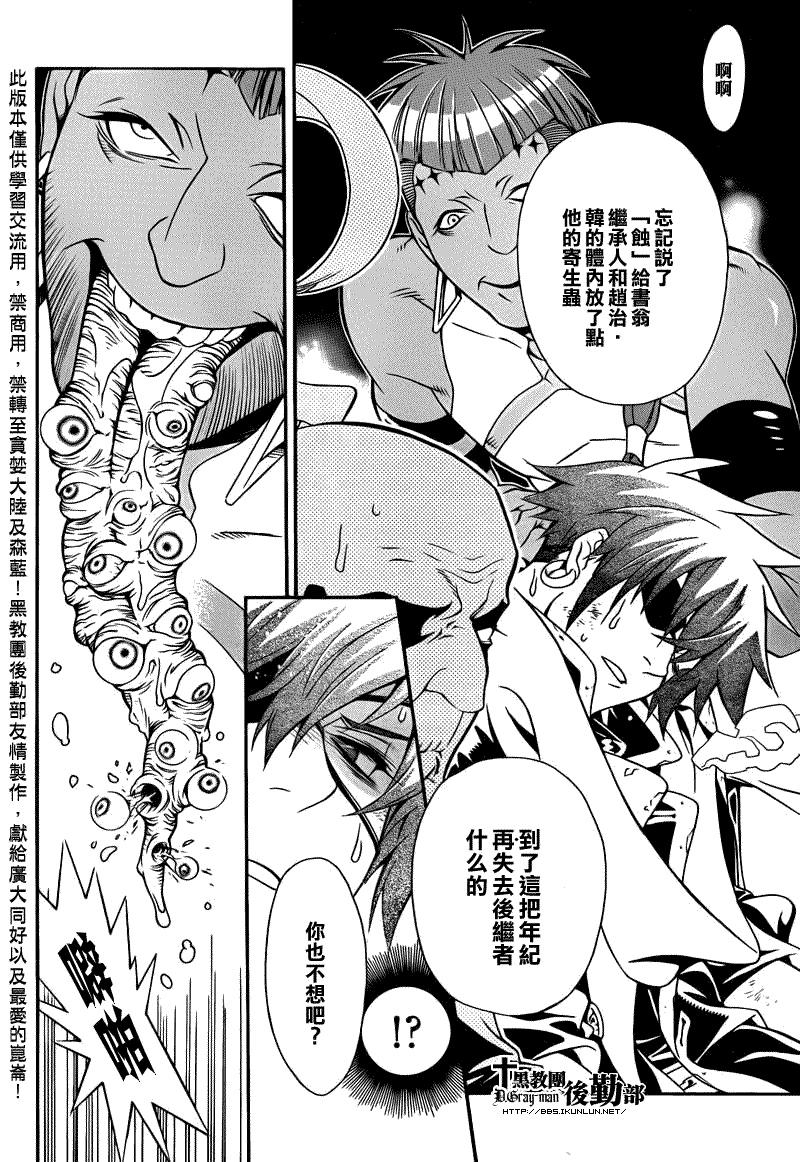 啊啊
忘記説了
「蝕」給書翁
繼承人和趙治．
韓的體內放了點
他的寄生蟲
到了這把年紀
再失去後繼者
什么的
!?
你也不想吧？
噼啪
此版本僅供學習交流用，禁商用，禁轉至貪婪大陸及森藍！黑教團後勤部友情製作，獻給廣大同好以及最愛的崑崙！
黑教團
D.Gray-man
後勤部
HTTP://BBS.IKUNLUN.NET/